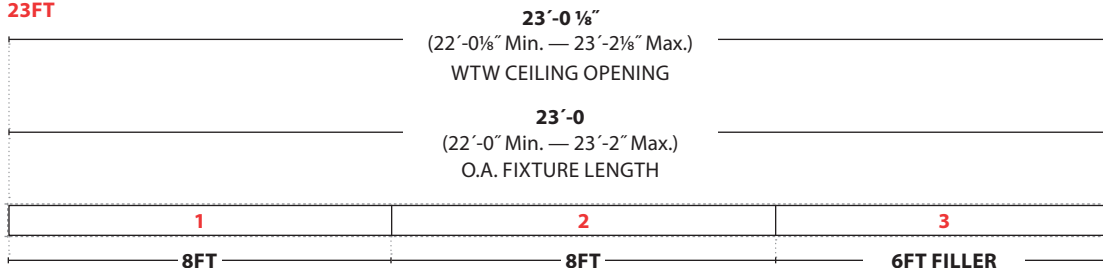 23FT
23´-0 ⅛˝
(22´-0⅛˝ Min. — 23´-2⅛˝ Max.)
WTW CEILING OPENING
23´-0
(22´-0˝ Min. — 23´-2˝ Max.)
O.A. FIXTURE LENGTH
1 2 3
8FT 8FT 6FT FILLER